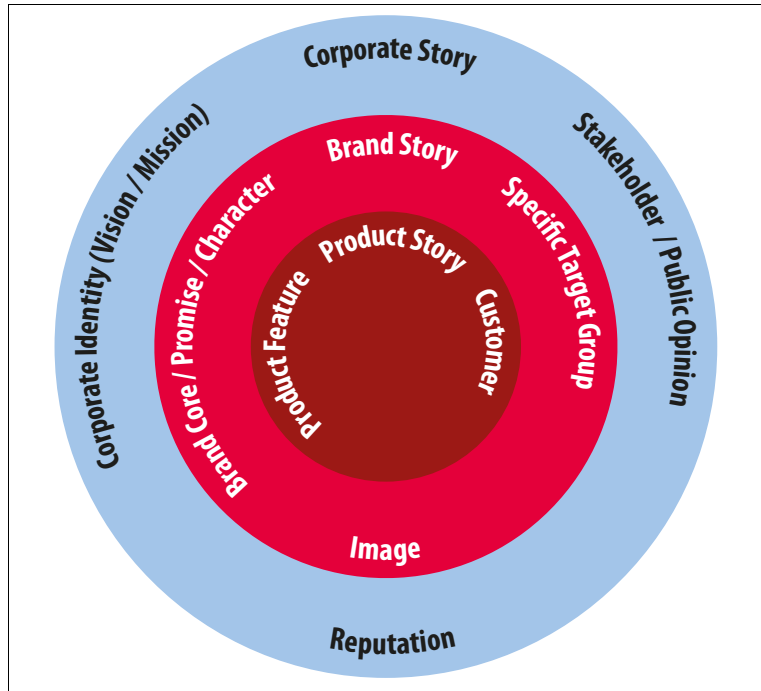 Corporate Story
Corporate Identity (Vision / Mission)
Stakeholder / Public Opinion
Brand Story
Brand Core / Promise / Character
Specific Target Group
Product Story
Product Feature
Customer
Image
Reputation